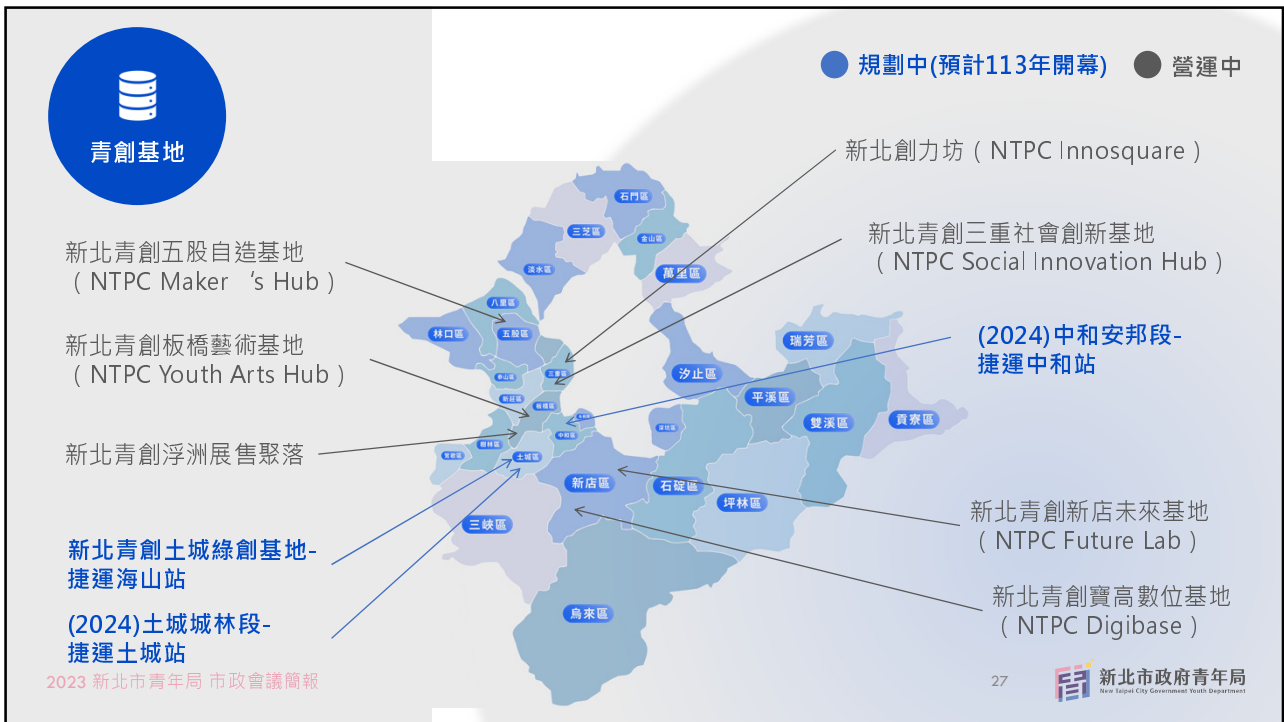 青創基地
規劃中(預計113年開幕)
營運中
新北創力坊（NTPC Innosquare）
新北青創三重社會創新基地
（NTPC Social Innovation Hub）
(2024)中和安邦段-
捷運中和站
新北青創五股自造基地
（NTPC Maker ‘s Hub）
新北青創板橋藝術基地
（NTPC Youth Arts Hub）
新北青創浮洲展售聚落
新北青創土城綠創基地-
捷運海山站
(2024)土城城林段-
捷運土城站
新北青創新店未來基地
（NTPC Future Lab）
新北青創寶高數位基地
（NTPC Digibase）
石門區
三芝區
金山區
淡水區
萬里區
八里區
林口區
五股區
瑞芳區
泰山區
三重區
汐止區
新莊區
板橋區
平溪區
雙溪區
貢寮區
中和區
深坑區
樹林區
鶯歌區
土城區
新店區
石碇區
坪林區
三峽區
烏來區
2023 新北市青年局 市政會議簡報
27
新北市政府青年局
New Taipei City Government Youth Department